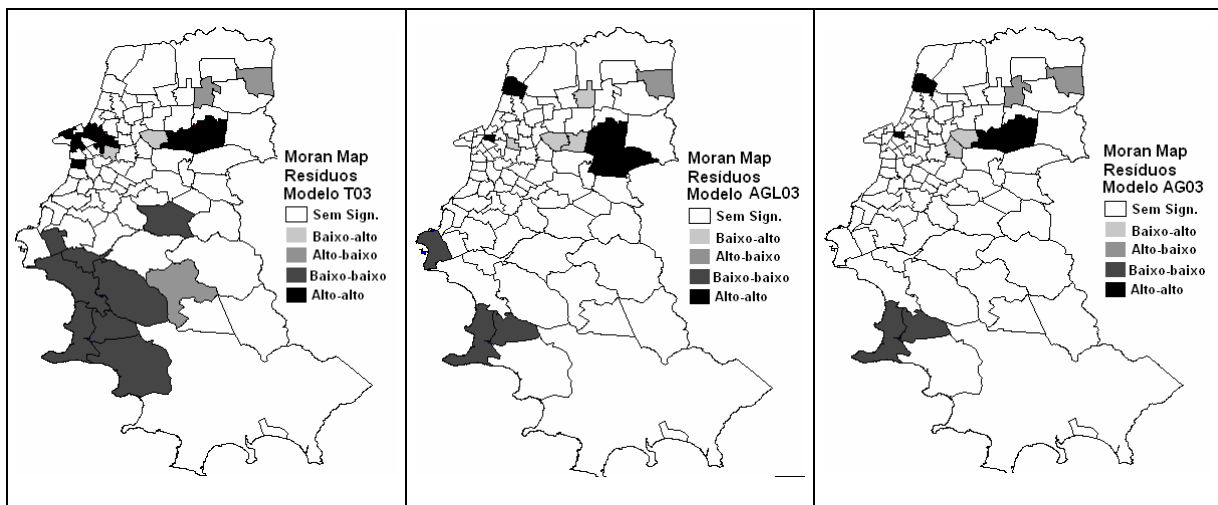 Moran Map
Resíduos
Modelo T03
Sem Sign.
Baixo-alto
Alto-baixo
Baixo-baixo
Alto-alto
Moran Map
Resíduos
Modelo AGL03
Sem Sign.
Baixo-alto
Alto-baixo
Baixo-baixo
Alto-alto
Moran Map
Resíduos
Modelo AG03
Sem Sign.
Baixo-alto
Alto-baixo
Baixo-baixo
Alto-alto